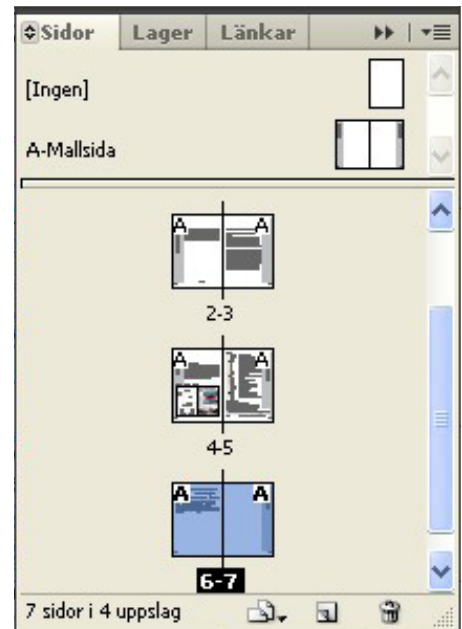 Sidor Lager Länkar
[Ingen]
A-Mallsida
A A
2-3
A A
4-5
A A
6-7
7 sidor i 4 uppslag